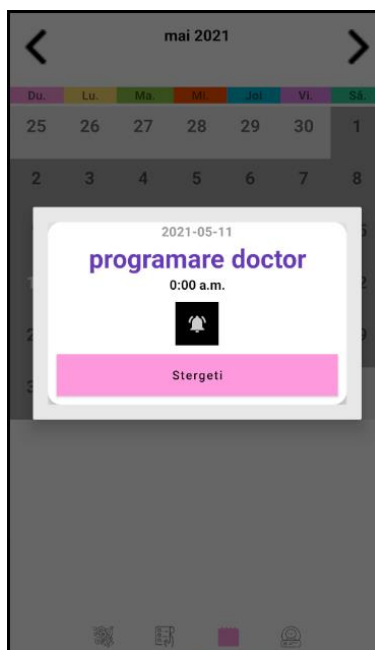 mai 2021
Du. Lu. Ma. Mi. Joi Vi. Sâ.
25 26 27 28 29 30 1
2 3 4 5 6 7 8
2021-05-11
programare doctor
0:00 a.m.
Stergeti